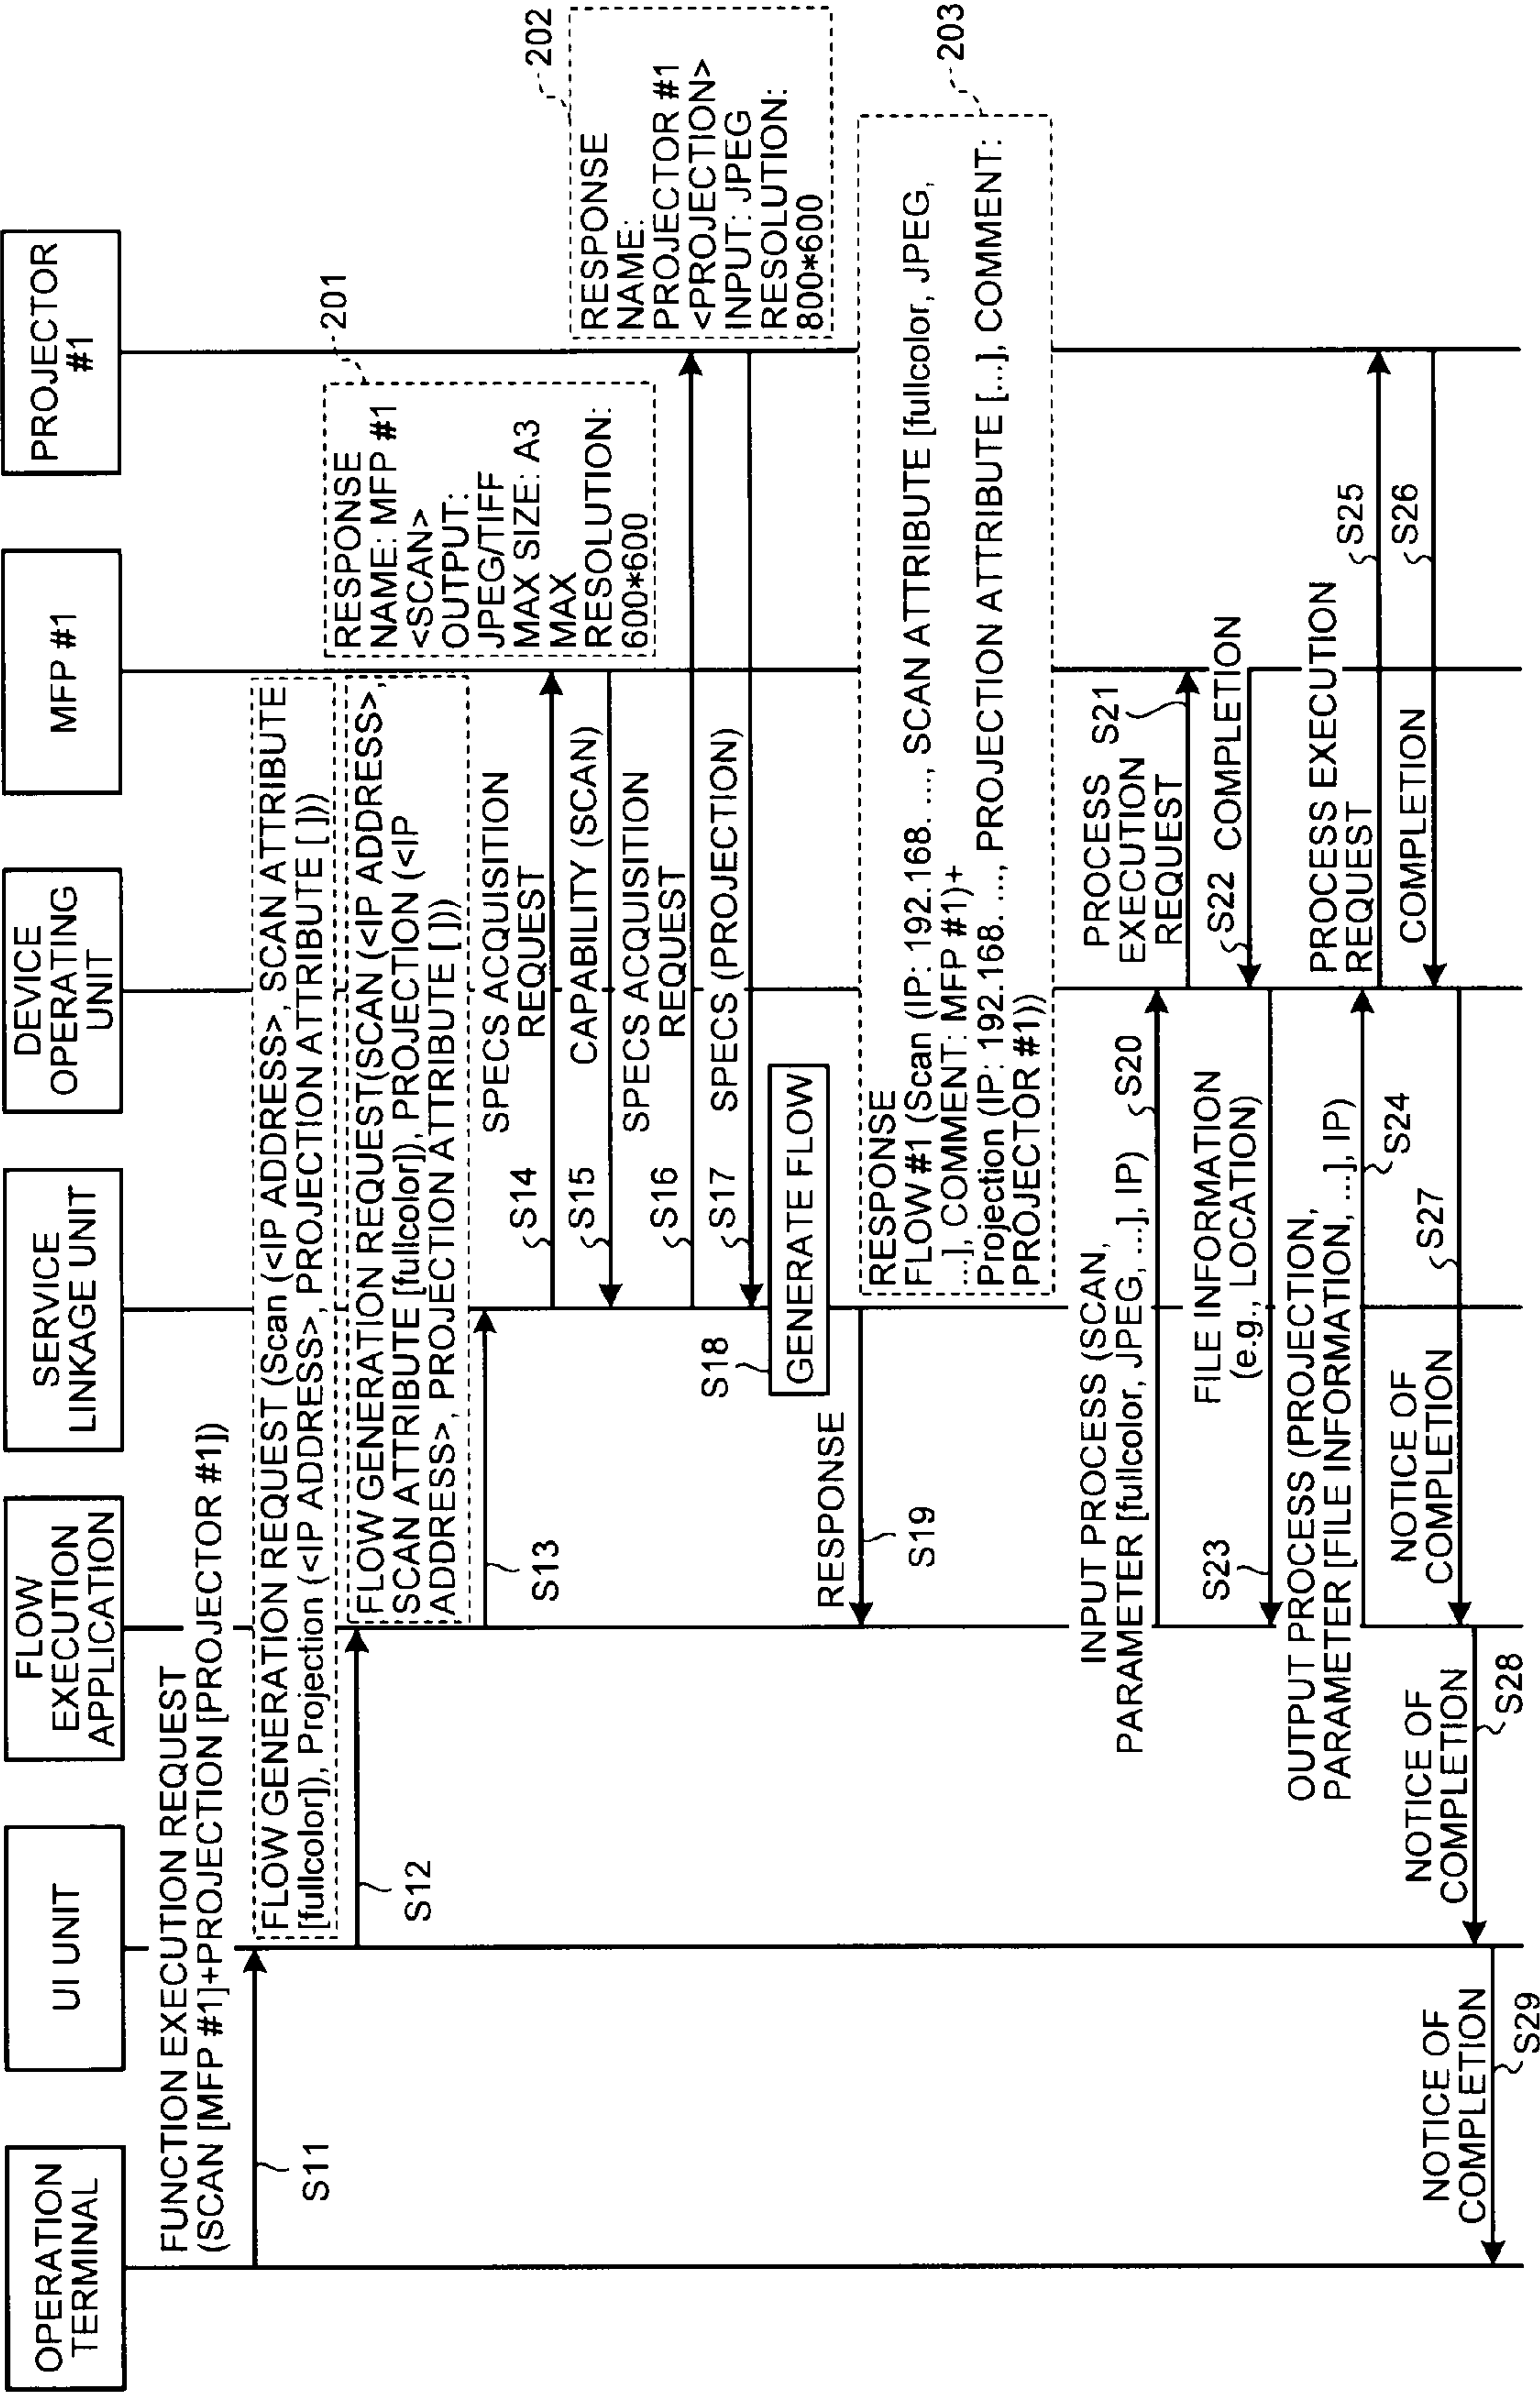 OPERATION
TERMINAL
UI UNIT
FLOW
EXECUTION
APPLICATION
SERVICE
LINKAGE UNIT
DEVICE
OPERATING
UNIT
MFP #1
PROJECTOR
#1
FUNCTION EXECUTION REQUEST
(SCAN [MFP #1]+PROJECTION [PROJECTOR #1])
S11
FLOW GENERATION REQUEST (Scan (<IP ADDRESS>, SCAN ATTRIBUTE
[fullcolor]), Projection (<IP ADDRESS>, PROJECTION ATTRIBUTE [ ]))
S12
FLOW GENERATION REQUEST(SCAN (<IP ADDRESS>,
SCAN ATTRIBUTE [fullcolor]), PROJECTION (<IP
ADDRESS>, PROJECTION ATTRIBUTE [ ]))
S13
201
RESPONSE
NAME: MFP #1
<SCAN>
OUTPUT:
JPEG/TIFF
MAX SIZE: A3
MAX
RESOLUTION:
600*600
SPECS ACQUISITION
REQUEST
S14
CAPABILITY (SCAN)
S15
202
RESPONSE
NAME:
PROJECTOR #1
<PROJECTION>
INPUT: JPEG
RESOLUTION:
800*600
SPECS ACQUISITION
REQUEST
S16
SPECS (PROJECTION)
S17
S18
GENERATE FLOW
RESPONSE
S19
203
RESPONSE
FLOW #1 (Scan (IP: 192.168. ..., SCAN ATTRIBUTE [fullcolor, JPEG,
...], COMMENT: MFP #1)+
Projection (IP: 192.168. ..., PROJECTION ATTRIBUTE [...], COMMENT:
PROJECTOR #1))
INPUT PROCESS (SCAN,
PARAMETER [fullcolor, JPEG, ...], IP)
S20
PROCESS
EXECUTION
REQUEST
S21
S22
COMPLETION
FILE INFORMATION
(e.g., LOCATION)
S23
OUTPUT PROCESS (PROJECTION,
PARAMETER [FILE INFORMATION, ...], IP)
S24
PROCESS EXECUTION
REQUEST
S25
COMPLETION
S26
NOTICE OF
COMPLETION
S27
NOTICE OF
COMPLETION
S28
NOTICE OF
COMPLETION
S29